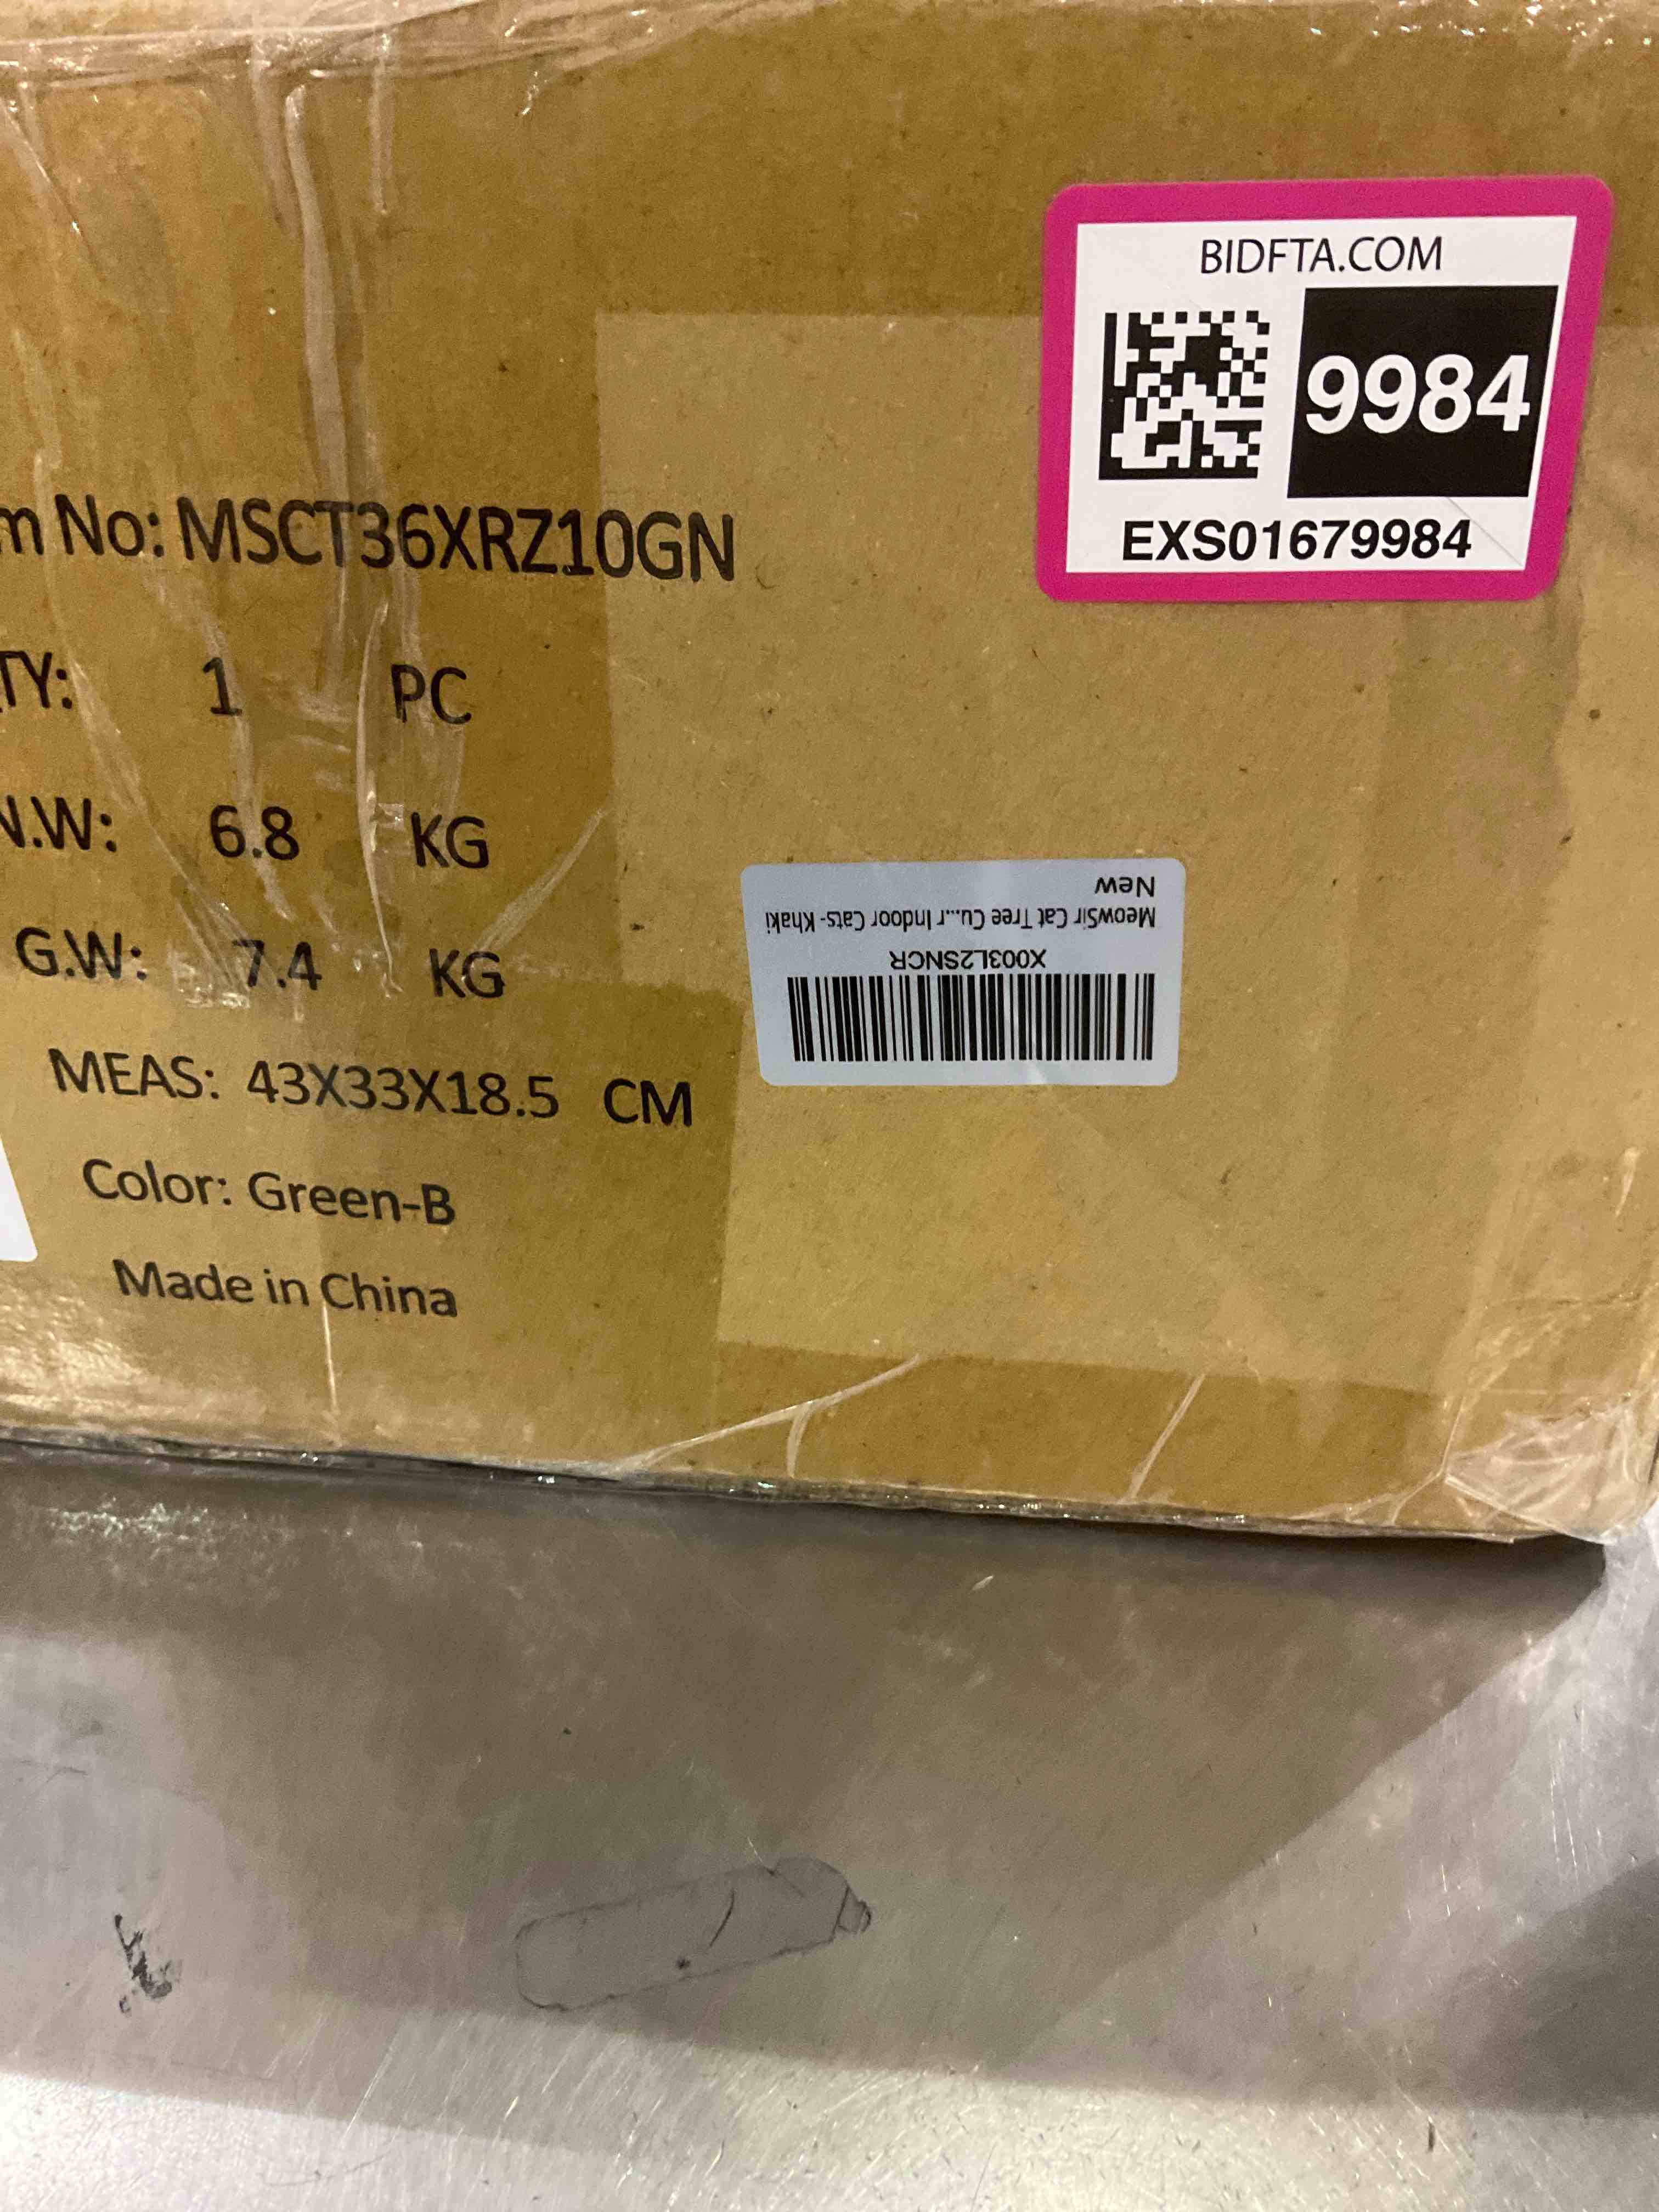 BIDFTA.COM
9984
EXS01679984
m No: MSCT36XRZ10GN
TY: 1 PC
N.W: 6.8 KG
G.W: 7.4 KG
MEAS: 43X33X18.5 CM
Color: Green-B
Made in China
X003L2SNCR
MeowSir Cat Tree Cu...r Indoor Cats- Khaki
New